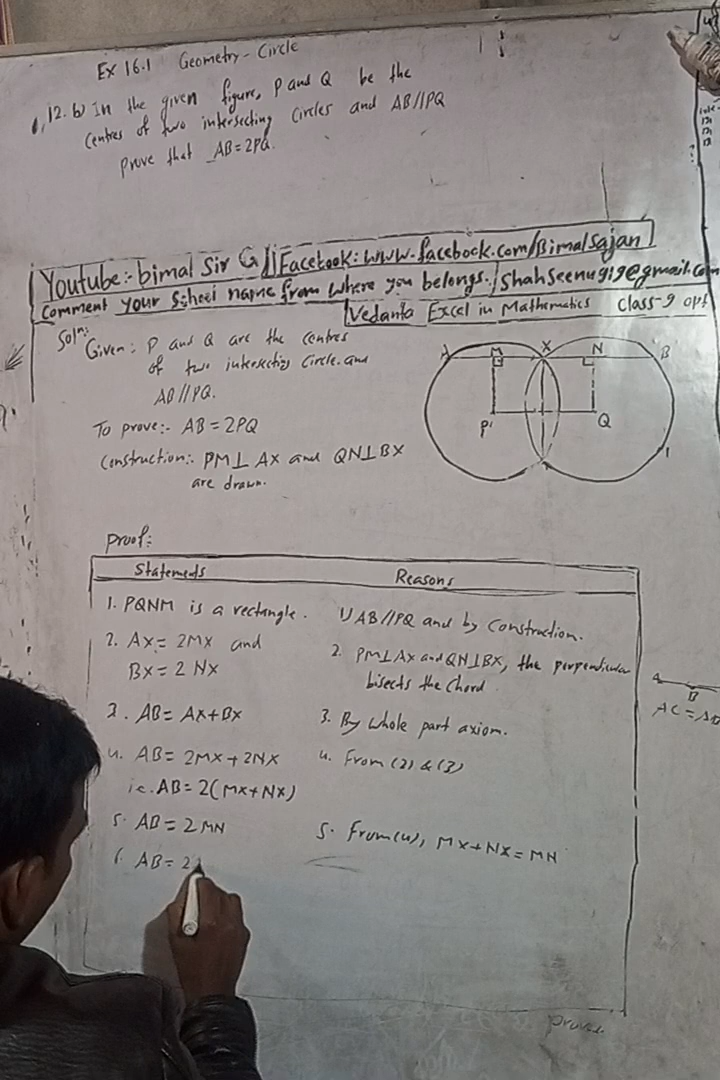 Ex 16.1 Geometry - Circle
12. b) In the given figure, P and Q be the
centres of two intersecting circles and AB//PQ
prove that AB=2PQ.
Youtube:- bimal Sir G | Facebook: www.facebook.com/Bimalsajan
Comment your School name from where you belongs. / Shahseenu919@gmail.com
Vedanta Excel in Mathematics Class-9 opt
Soln:
Given: P and Q are the centres
of two intersecting circle. and
AB//PQ.
To prove:- AB = 2PQ
Construction:- PM⊥ AX and QN⊥BX
are drawn.
A M X N B
P Q
Proof:
Statements Reasons
1. PQNM is a rectangle. 1) AB//PQ and by construction.
2. AX = 2MX and
BX = 2 NX
2. PM⊥AX and QN⊥BX, the perpendicular
bisects the chord.
3. AB= AX+BX 3. By whole part axiom.
4. AB= 2MX+2NX 4. From (2) & (3)
i.e. AB= 2(MX+NX)
5. AB = 2 MN 5. From(4), MX+NX=MN
6. AB= 2
proved
A B
AC =